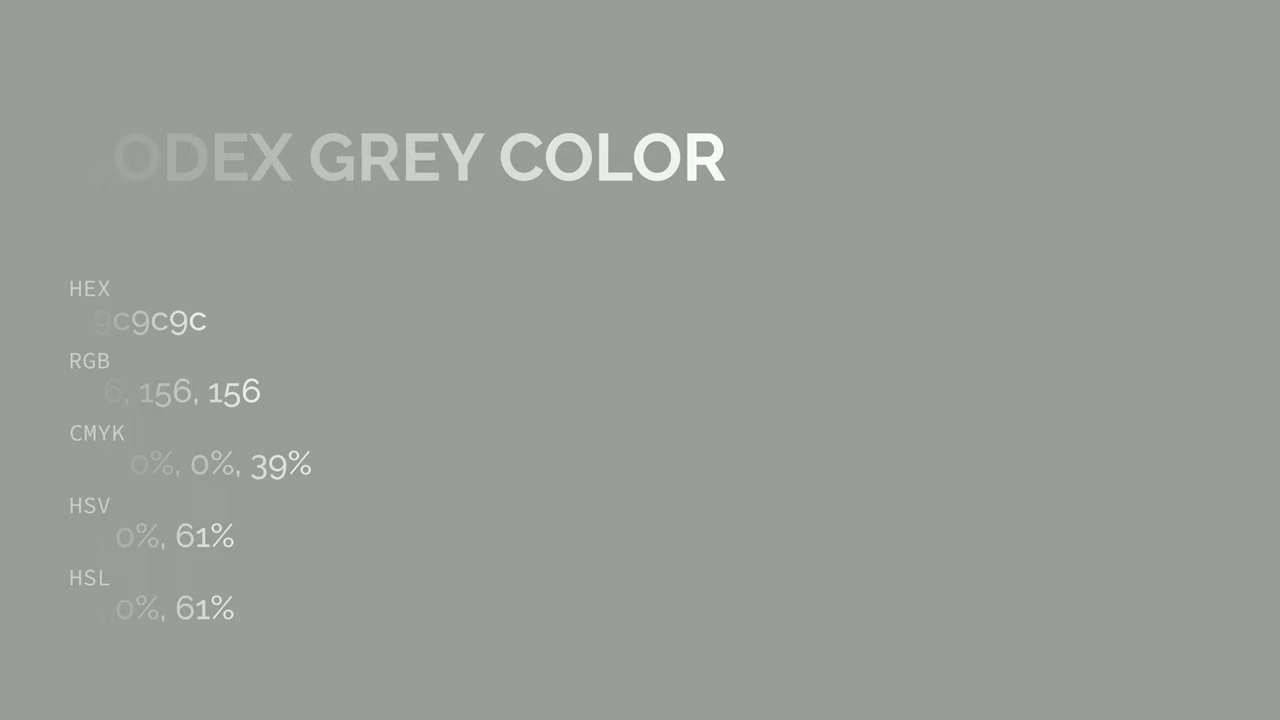 ODEX GREY COLOR
HEX
9c9c9c
RGB
6, 156, 156
CMYK
0%, 0%, 39%
HSV
0%, 61%
HSL
0%, 61%